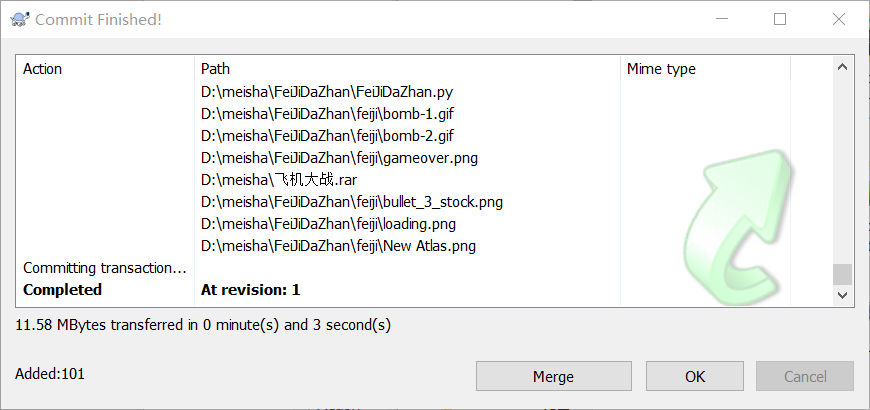 Commit Finished!
Action Path Mime type
D:\meisha\FeiJiDaZhan\FeiJiDaZhan.py
D:\meisha\FeiJiDaZhan\feiji\bomb-1.gif
D:\meisha\FeiJiDaZhan\feiji\bomb-2.gif
D:\meisha\FeiJiDaZhan\feiji\gameover.png
D:\meisha\飞机大战.rar
D:\meisha\FeiJiDaZhan\feiji\bullet_3_stock.png
D:\meisha\FeiJiDaZhan\feiji\loading.png
D:\meisha\FeiJiDaZhan\feiji\New Atlas.png
Committing transaction...
Completed At revision: 1
11.58 MBytes transferred in 0 minute(s) and 3 second(s)
Added:101
Merge OK Cancel